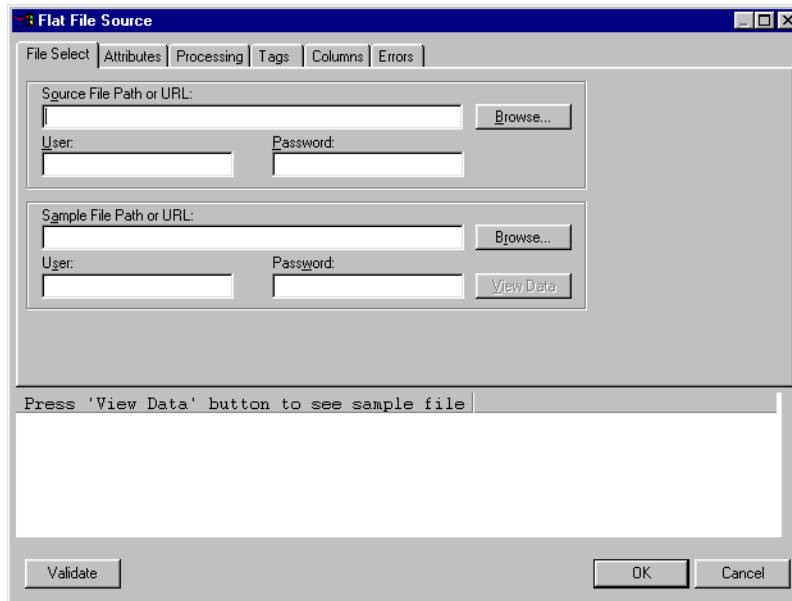 Flat File Source
File Select Attributes Processing Tags Columns Errors
Source File Path or URL:
Browse...
User: Password:
Sample File Path or URL:
Browse...
User: Password:
View Data
Press 'View Data' button to see sample file
Validate OK Cancel